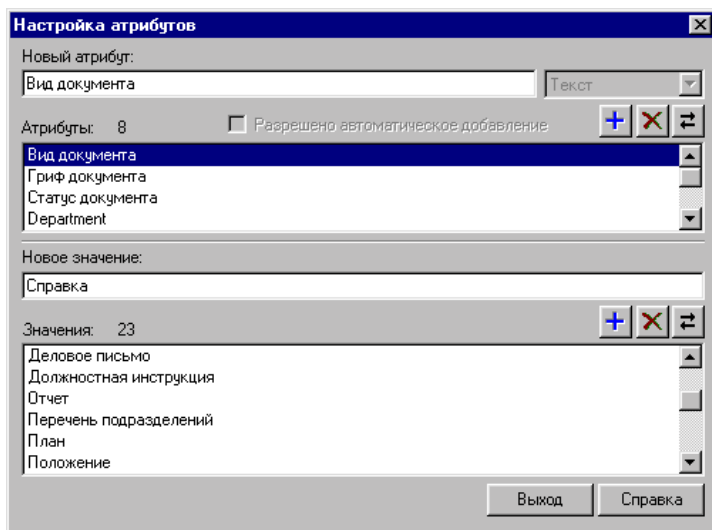 Настройка атрибутов
Новый атрибут:
Вид документа Текст
Атрибуты: 8 Разрешено автоматическое добавление
Вид документа
Гриф документа
Статус документа
Department
Новое значение:
Справка
Значения: 23
Деловое письмо
Должностная инструкция
Отчет
Перечень подразделений
План
Положение
Выход Справка